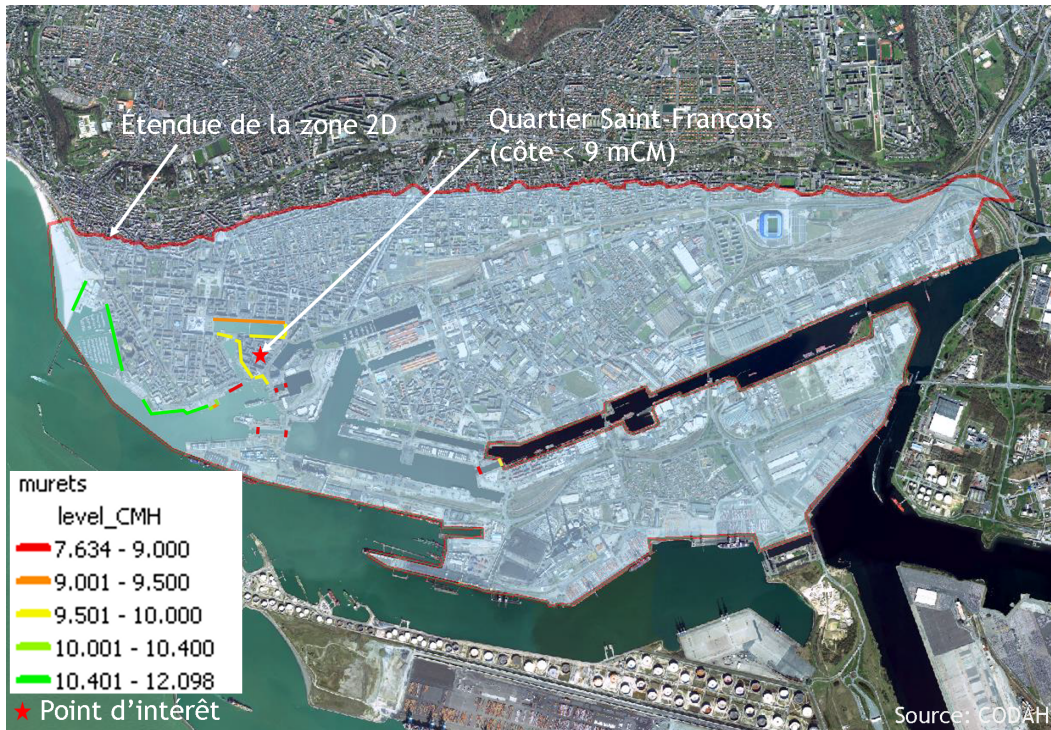 Étendue de la zone 2D
Quartier Saint-François
(côte < 9 mCM)
murets
level_CMH
7.634 - 9.000
9.001 - 9.500
9.501 - 10.000
10.001 - 10.400
10.401 - 12.098
Point d’intérêt
Source: CODAH